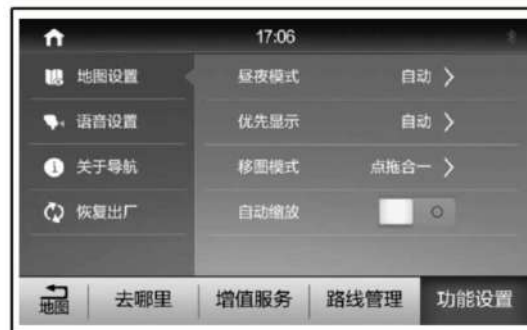 17:06
地图设置
昼夜模式 自动
语音设置
优先显示 自动
关于导航
移图模式 点拖合一
恢复出厂
自动缩放
地图 去哪里 增值服务 路线管理 功能设置